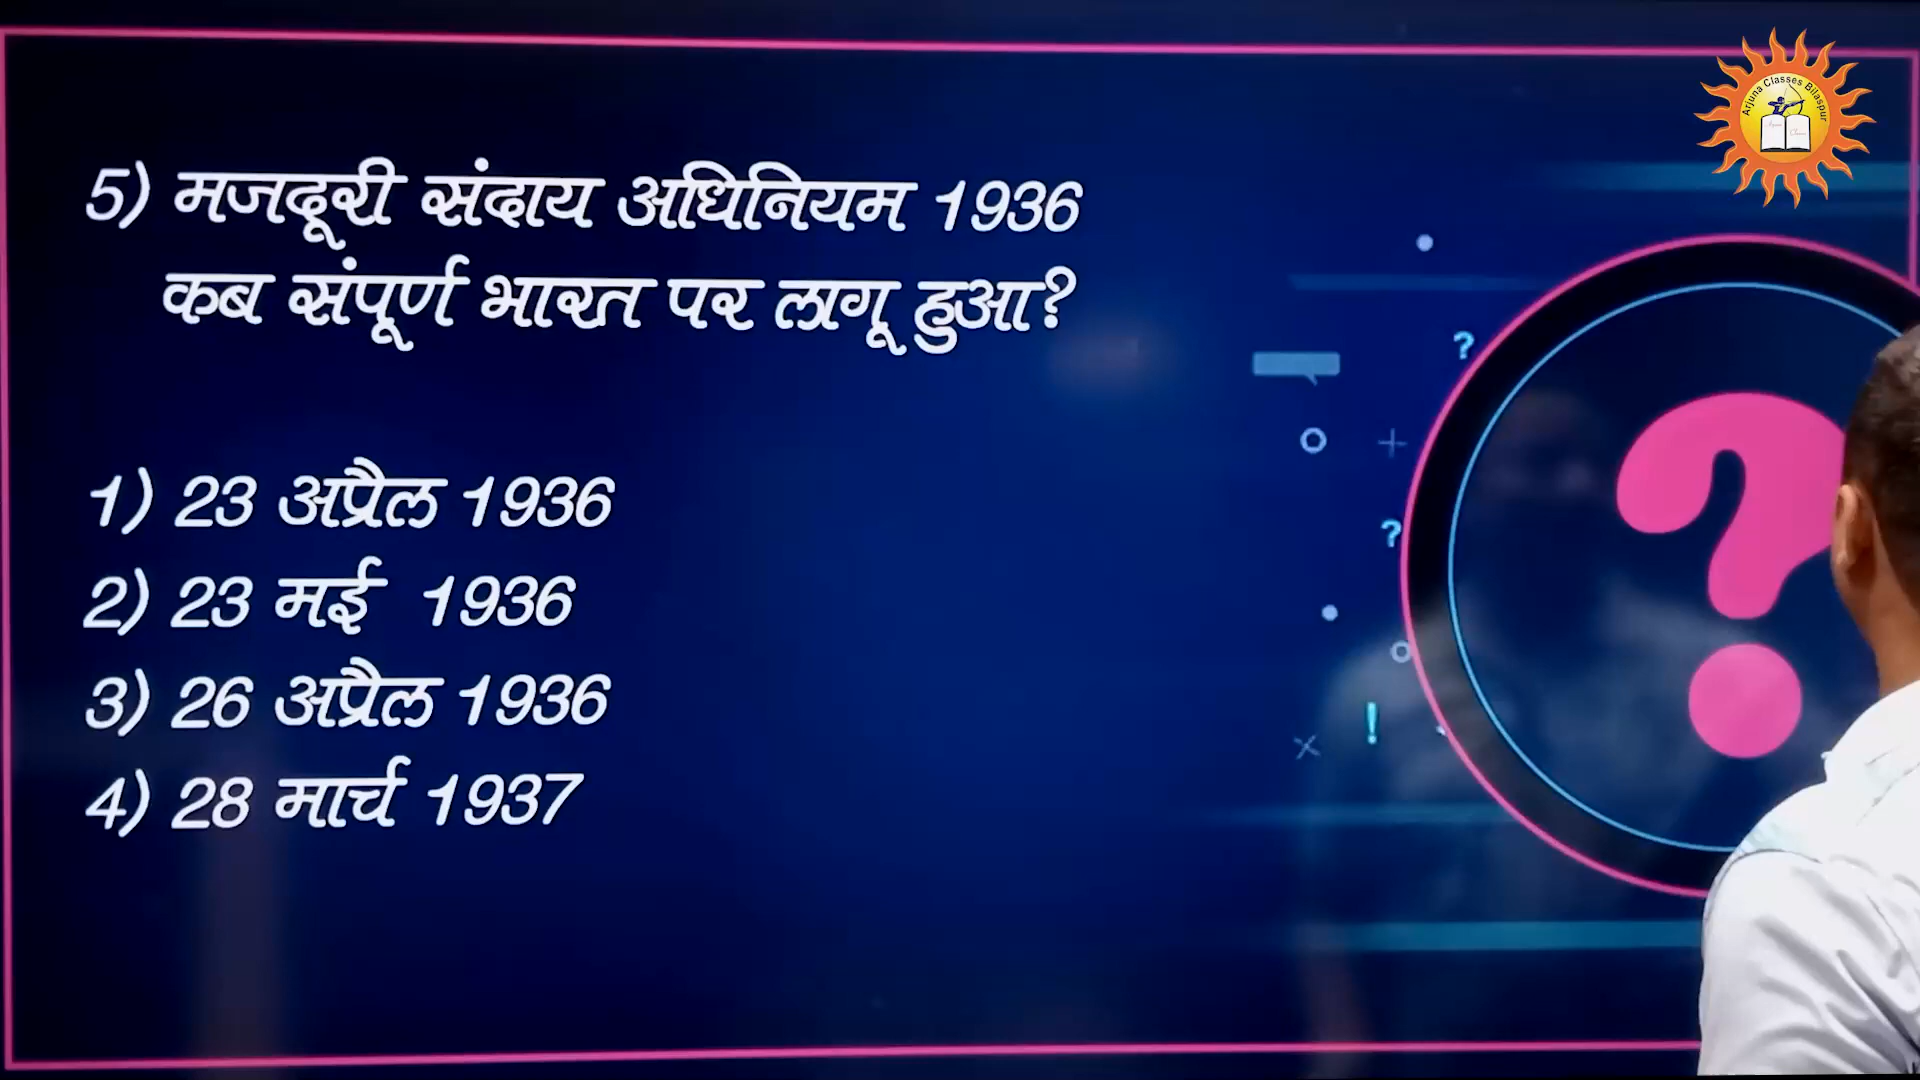 Arjuna Classes Bilaspur
5) मजदूरी संदाय अधिनियम 1936
कब संपूर्ण भारत पर लागू हुआ?
1) 23 अप्रैल 1936
2) 23 मई 1936
3) 26 अप्रैल 1936
4) 28 मार्च 1937